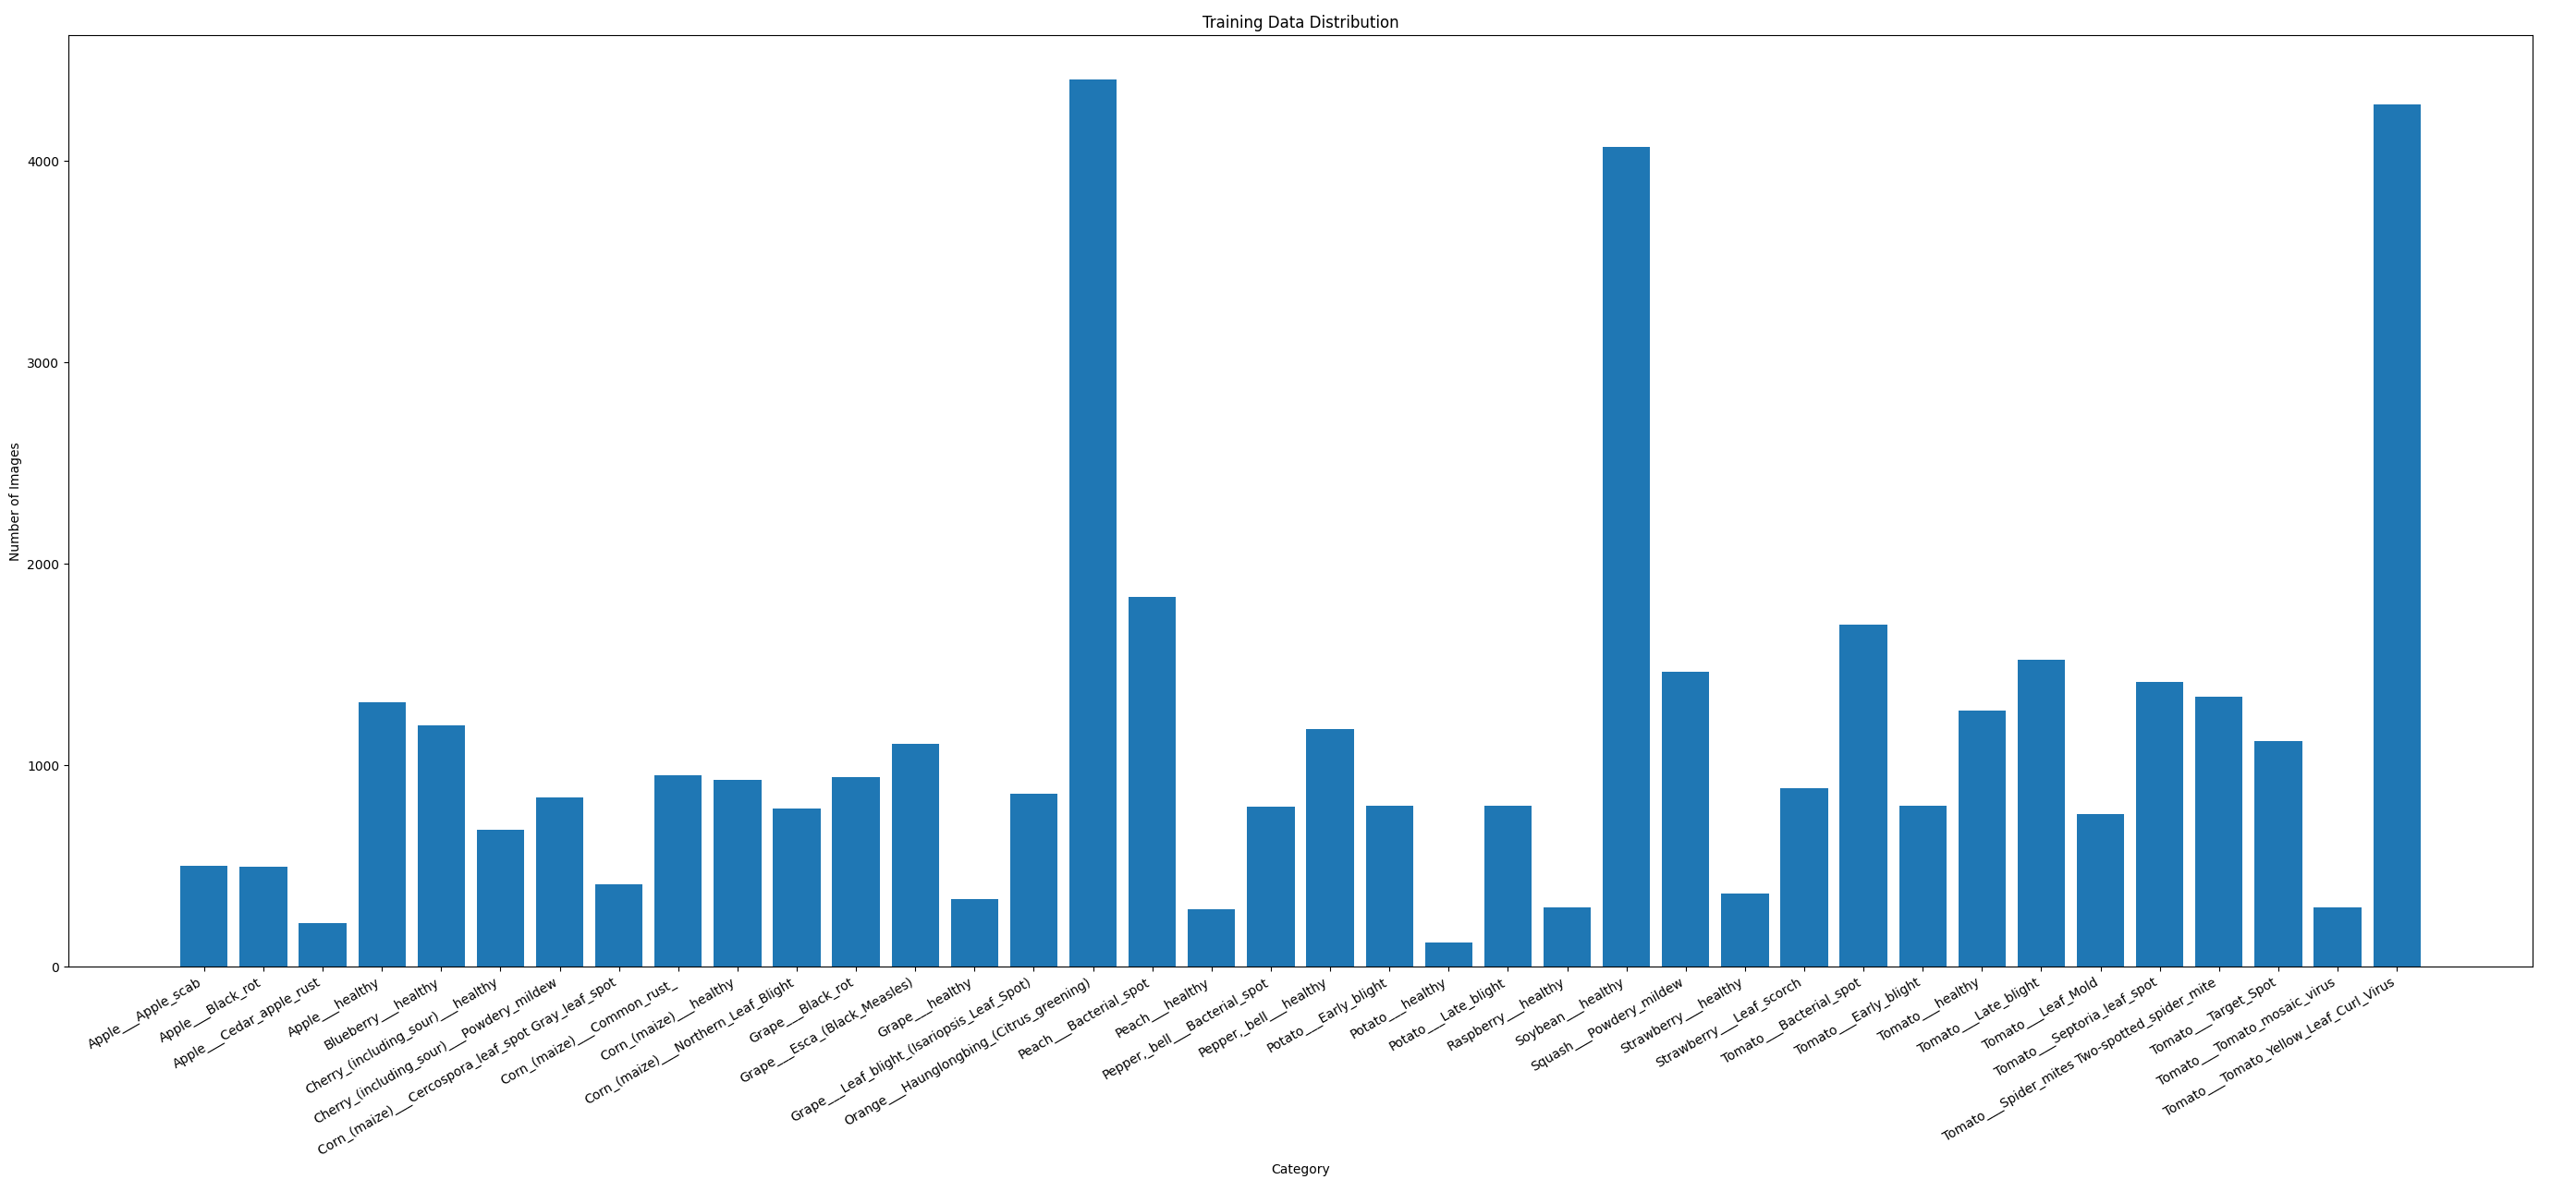 Training Data Distribution
Number of Images
4000
3000
2000
1000
0
Apple___Apple_scab
Apple___Black_rot
Apple___Cedar_apple_rust
Apple___healthy
Blueberry___healthy
Cherry_(including_sour)___healthy
Cherry_(including_sour)___Powdery_mildew
Corn_(maize)___Cercospora_leaf_spot Gray_leaf_spot
Corn_(maize)___Common_rust_
Corn_(maize)___healthy
Corn_(maize)___Northern_Leaf_Blight
Grape___Black_rot
Grape___Esca_(Black_Measles)
Grape___healthy
Grape___Leaf_blight_(Isariopsis_Leaf_Spot)
Orange___Haunglongbing_(Citrus_greening)
Peach___Bacterial_spot
Peach___healthy
Pepper,_bell___Bacterial_spot
Pepper,_bell___healthy
Potato___Early_blight
Potato___healthy
Potato___Late_blight
Raspberry___healthy
Soybean___healthy
Squash___Powdery_mildew
Strawberry___healthy
Strawberry___Leaf_scorch
Tomato___Bacterial_spot
Tomato___Early_blight
Tomato___healthy
Tomato___Late_blight
Tomato___Leaf_Mold
Tomato___Septoria_leaf_spot
Tomato___Spider_mites Two-spotted_spider_mite
Tomato___Target_Spot
Tomato___Tomato_mosaic_virus
Tomato___Tomato_Yellow_Leaf_Curl_Virus
Category